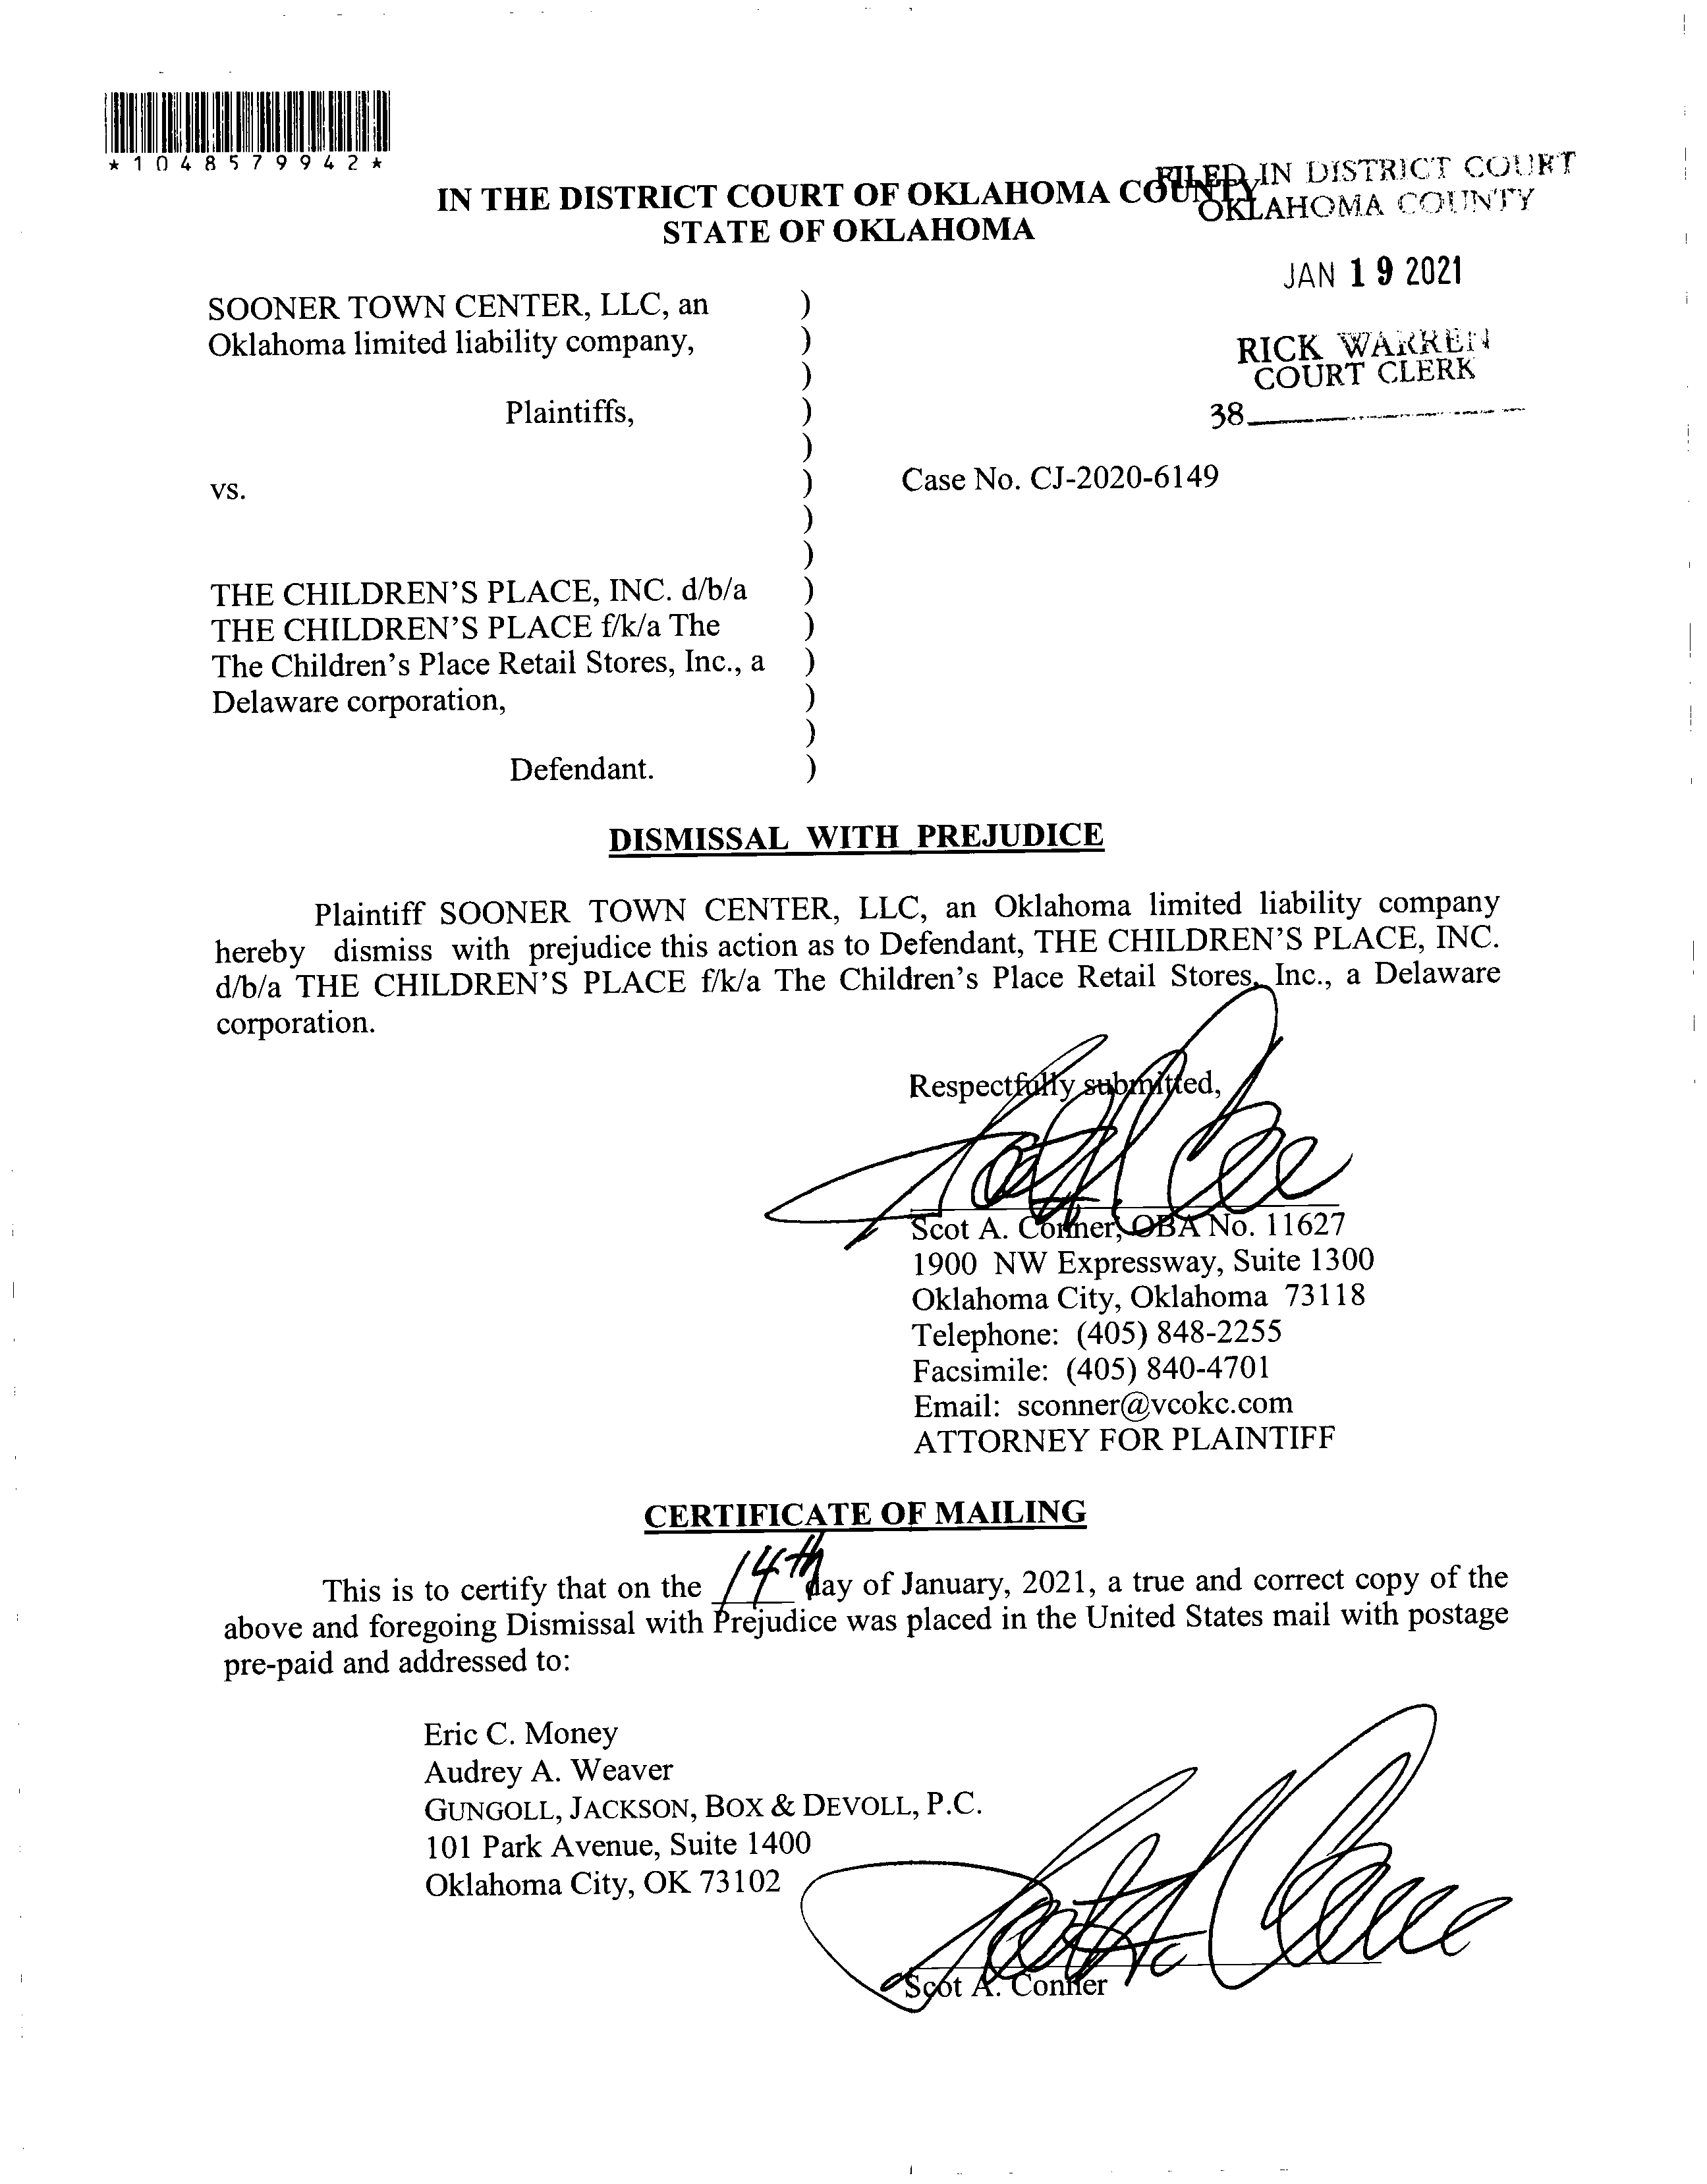 *1048579942*
FILED IN DISTRICT COURT
OKLAHOMA COUNTY
IN THE DISTRICT COURT OF OKLAHOMA COUNTY
STATE OF OKLAHOMA
JAN 19 2021
RICK WARREN
COURT CLERK
38
SOONER TOWN CENTER, LLC, an )
Oklahoma limited liability company, )
)
Plaintiffs, )
)
vs. ) Case No. CJ-2020-6149
)
)
THE CHILDREN'S PLACE, INC. d/b/a )
THE CHILDREN'S PLACE f/k/a The )
The Children's Place Retail Stores, Inc., a )
Delaware corporation, )
)
Defendant. )
DISMISSAL WITH PREJUDICE
Plaintiff SOONER TOWN CENTER, LLC, an Oklahoma limited liability company
hereby dismiss with prejudice this action as to Defendant, THE CHILDREN'S PLACE, INC.
d/b/a THE CHILDREN'S PLACE f/k/a The Children's Place Retail Stores, Inc., a Delaware
corporation.
Respectfully submitted,
Scot A. Conner, OBA No. 11627
1900 NW Expressway, Suite 1300
Oklahoma City, Oklahoma 73118
Telephone: (405) 848-2255
Facsimile: (405) 840-4701
Email: sconner@vcokc.com
ATTORNEY FOR PLAINTIFF
CERTIFICATE OF MAILING
This is to certify that on the 14th day of January, 2021, a true and correct copy of the
above and foregoing Dismissal with Prejudice was placed in the United States mail with postage
pre-paid and addressed to:
Eric C. Money
Audrey A. Weaver
GUNGOLL, JACKSON, BOX & DEVOLL, P.C.
101 Park Avenue, Suite 1400
Oklahoma City, OK 73102
Scot A. Conner